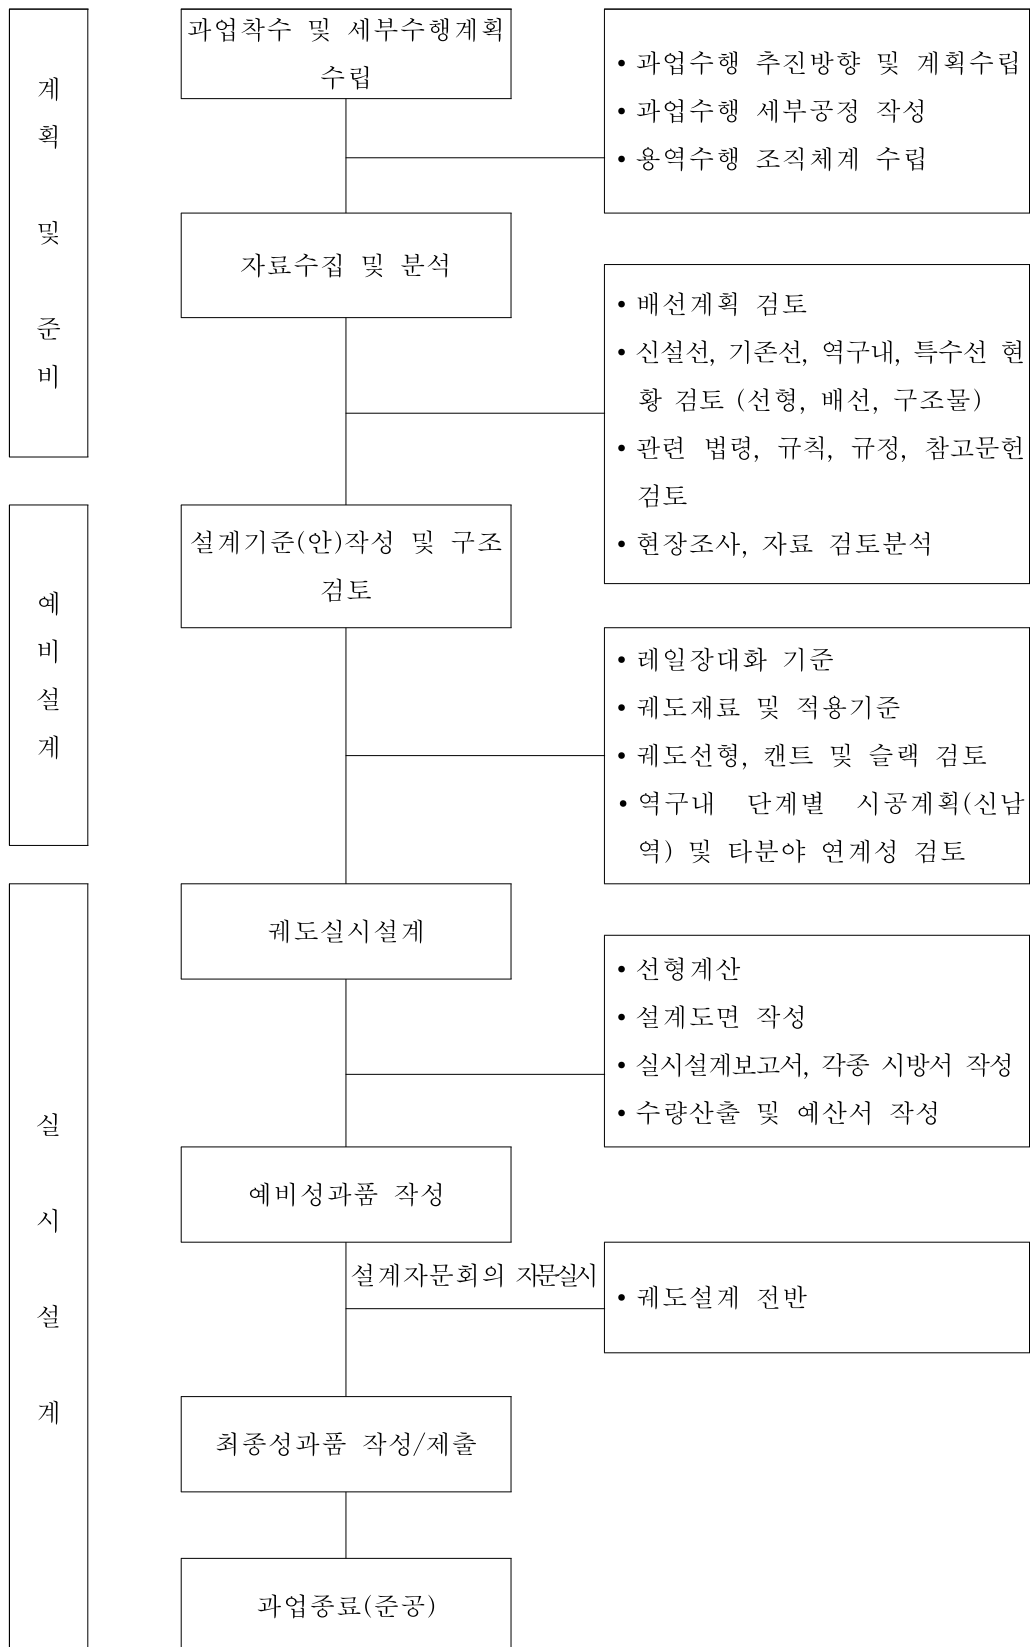 계획 및 준비
과업착수 및 세부수행계획
수립
• 과업수행 추진방향 및 계획수립
• 과업수행 세부공정 작성
• 용역수행 조직체계 수립
자료수집 및 분석
• 배선계획 검토
• 신설선, 기존선, 역구내, 특수선 현
황 검토 (선형, 배선, 구조물)
• 관련 법령, 규칙, 규정, 참고문헌
검토
• 현장조사, 자료 검토분석
예비설계
설계기준(안)작성 및 구조
검토
• 레일장대화 기준
• 궤도재료 및 적용기준
• 궤도선형, 캔트 및 슬랙 검토
• 역구내 단계별 시공계획(신남
역) 및 타분야 연계성 검토
실시설계
궤도실시설계
• 선형계산
• 설계도면 작성
• 실시설계보고서, 각종 시방서 작성
• 수량산출 및 예산서 작성
예비성과품 작성
설계자문회의 자문실시
• 궤도설계 전반
최종성과품 작성/제출
과업종료(준공)